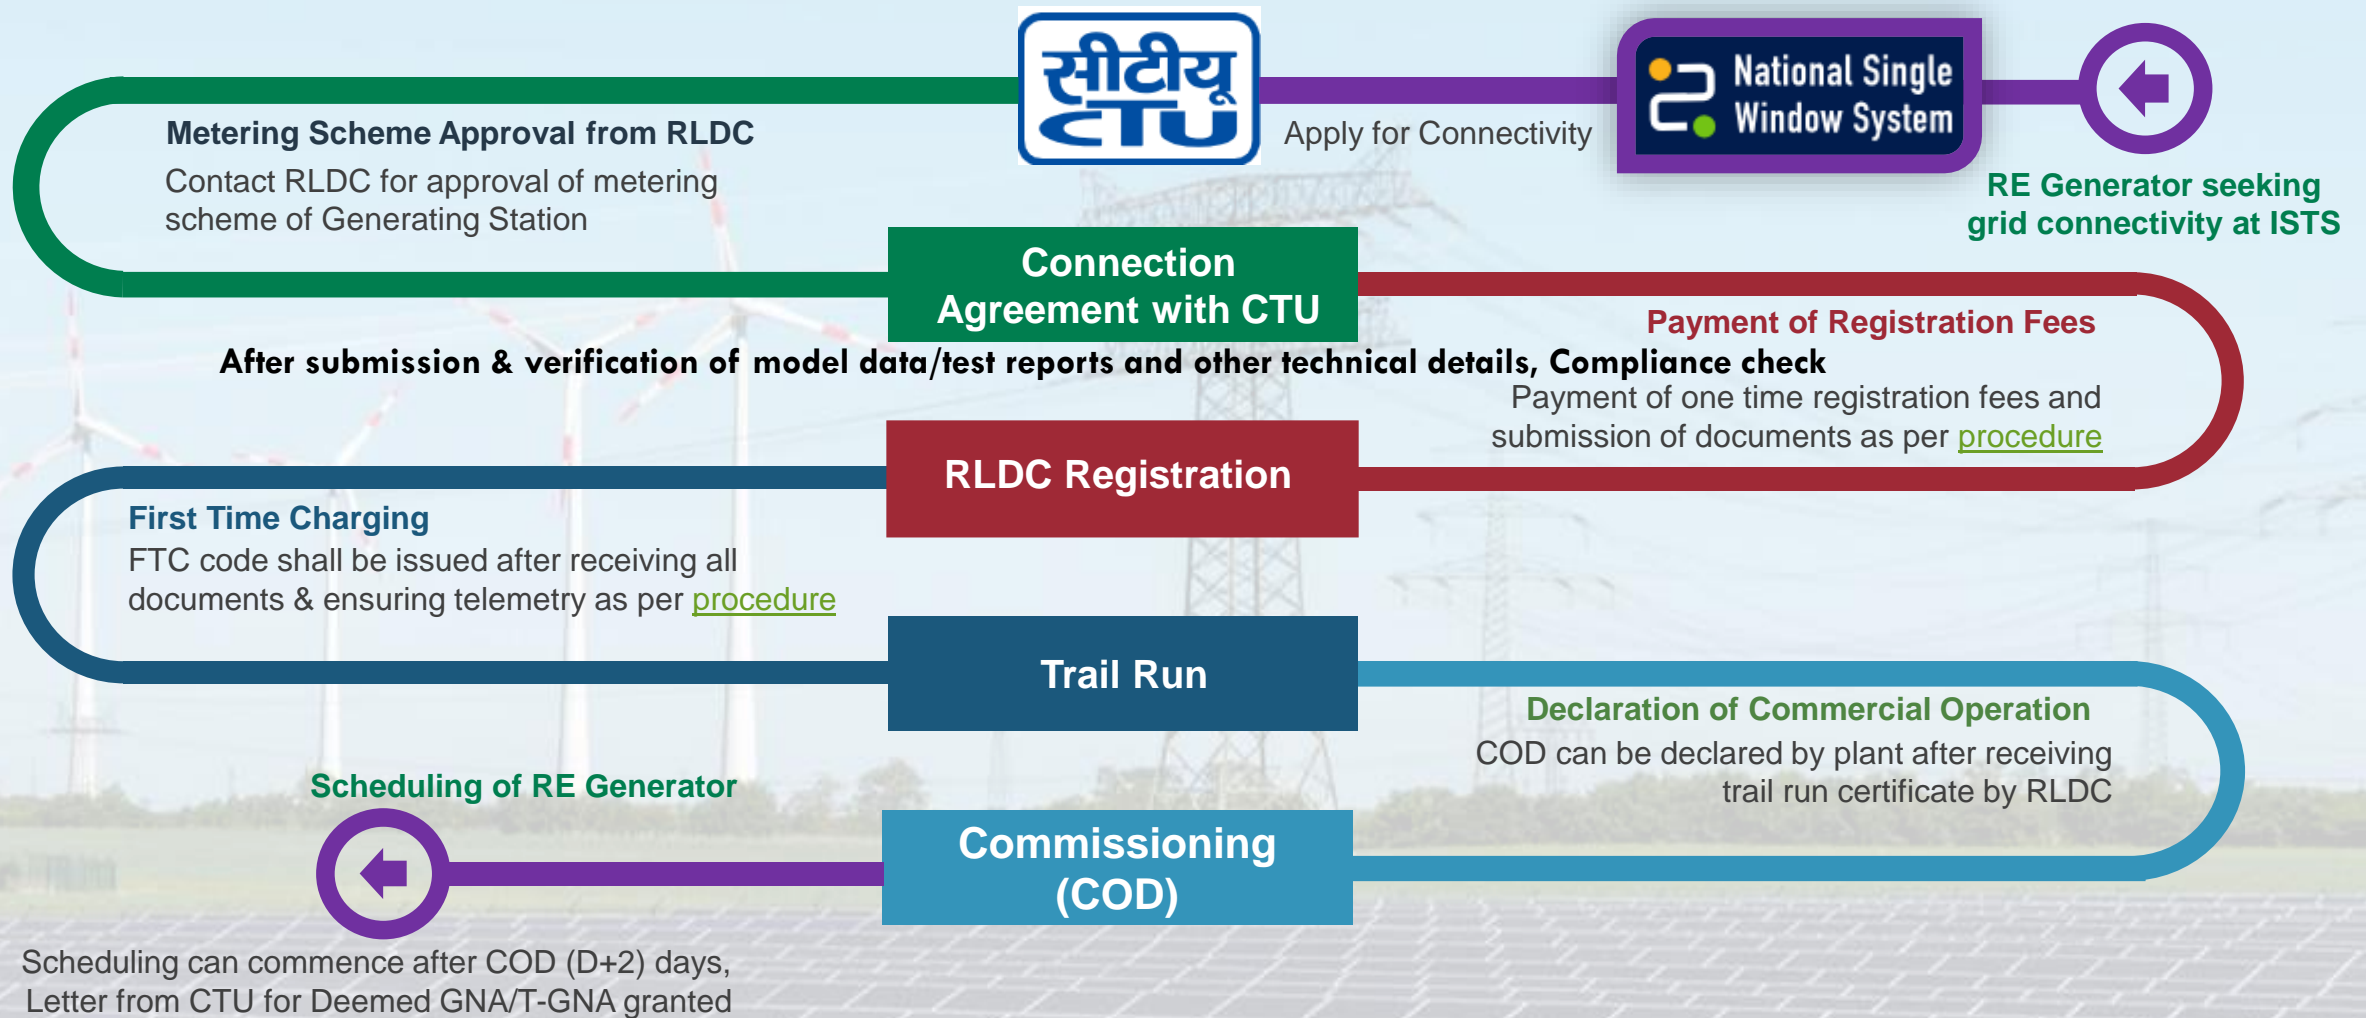 सीटीयू
CTU
National Single
Window System
Apply for Connectivity
RE Generator seeking
grid connectivity at ISTS
Metering Scheme Approval from RLDC
Contact RLDC for approval of metering
scheme of Generating Station
Connection
Agreement with CTU
Payment of Registration Fees
After submission & verification of model data/test reports and other technical details, Compliance check
Payment of one time registration fees and
submission of documents as per procedure
RLDC Registration
First Time Charging
FTC code shall be issued after receiving all
documents & ensuring telemetry as per procedure
Trail Run
Declaration of Commercial Operation
COD can be declared by plant after receiving
trail run certificate by RLDC
Commissioning
(COD)
Scheduling of RE Generator
Scheduling can commence after COD (D+2) days,
Letter from CTU for Deemed GNA/T-GNA granted